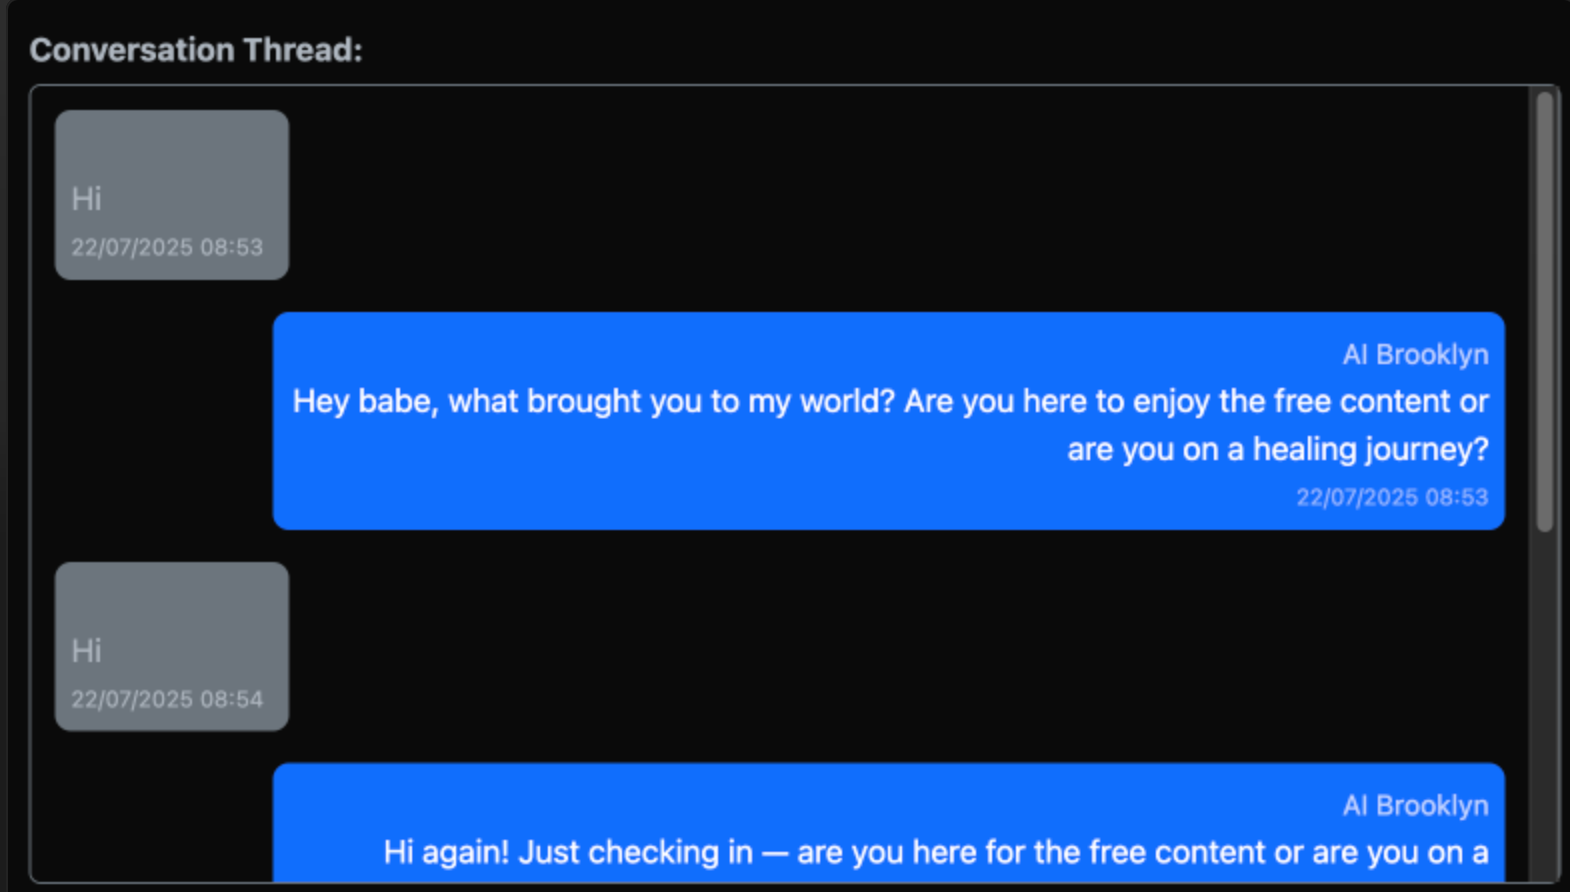 Conversation Thread:
Hi
22/07/2025 08:53
AI Brooklyn
Hey babe, what brought you to my world? Are you here to enjoy the free content or
are you on a healing journey?
22/07/2025 08:53
Hi
22/07/2025 08:54
AI Brooklyn
Hi again! Just checking in — are you here for the free content or are you on a